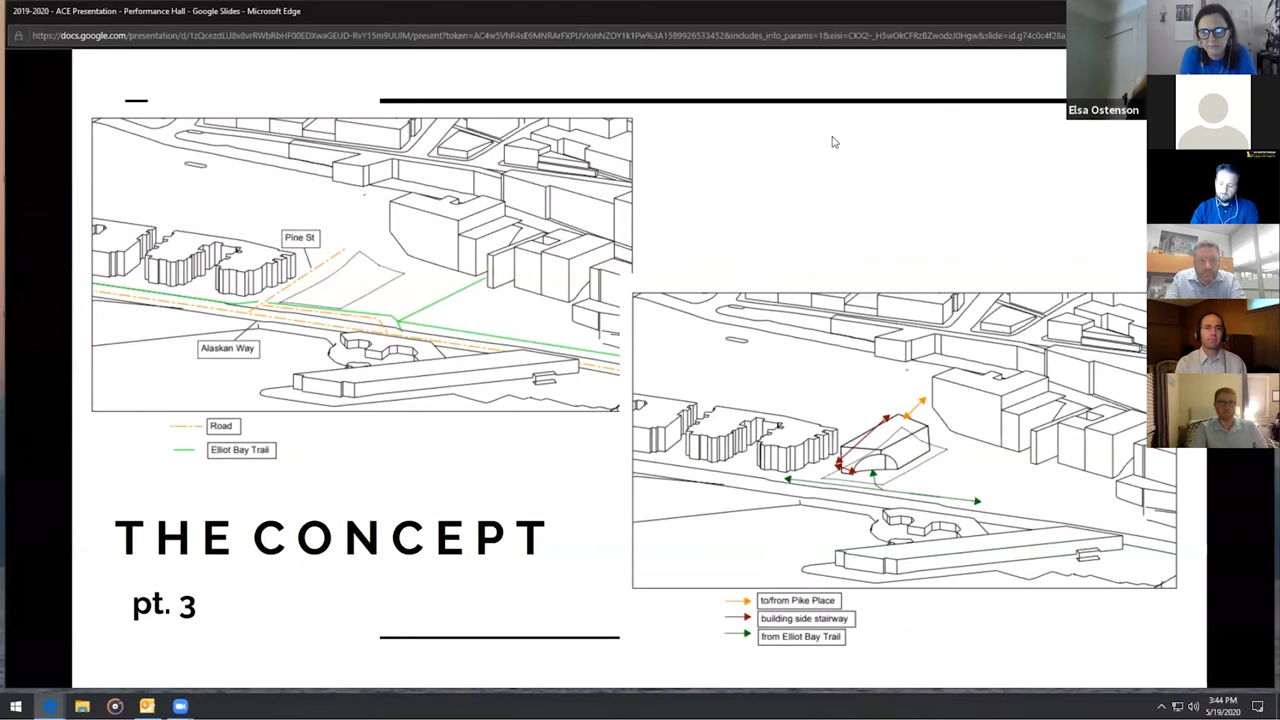 2019-2020 - ACE Presentation - Performance Hall - Google Slides - Microsoft Edge
Elsa Ostenson
Pine St
Alaskan Way
Road
Elliot Bay Trail
THE CONCEPT
pt. 3
to/from Pike Place
building side stairway
from Elliot Bay Trail
3:44 PM
5/19/2020